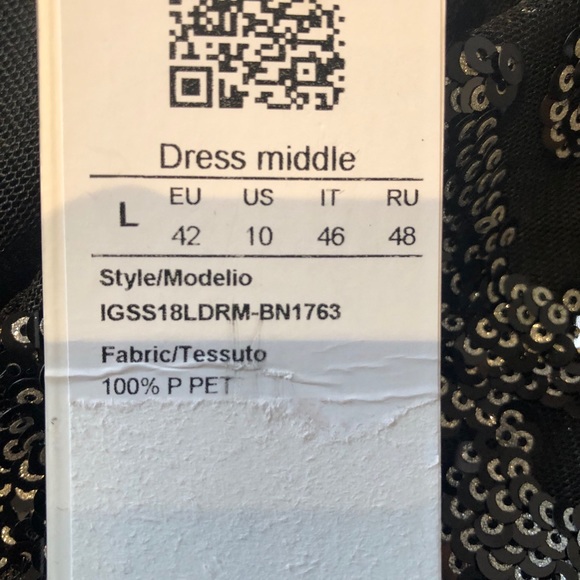 Dress middle
L EU US IT RU
42 10 46 48
Style/Modelio
IGSS18LDRM-BN1763
Fabric/Tessuto
100% P PET